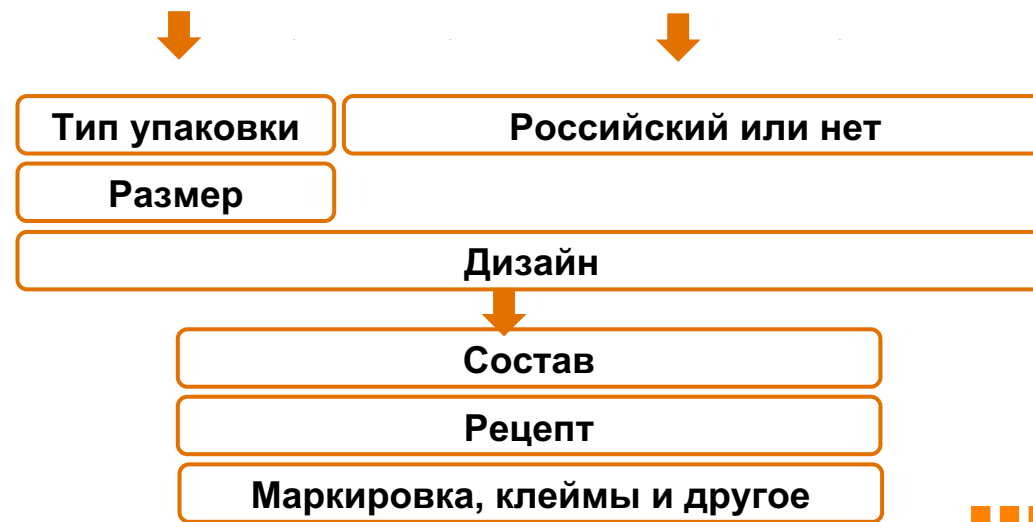 Тип упаковки
Российский или нет
Размер
Дизайн
Состав
Рецепт
Маркировка, клеймы и другое